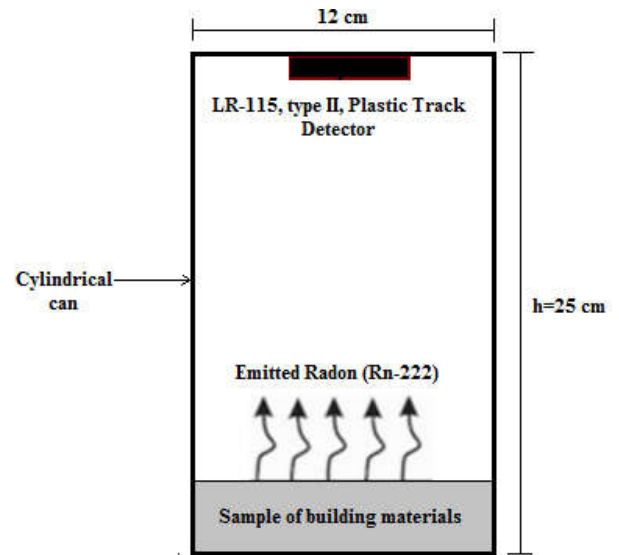 12 cm
LR-115, type II, Plastic Track
Detector
Cylindrical
can
h=25 cm
Emitted Radon (Rn-222)
Sample of building materials